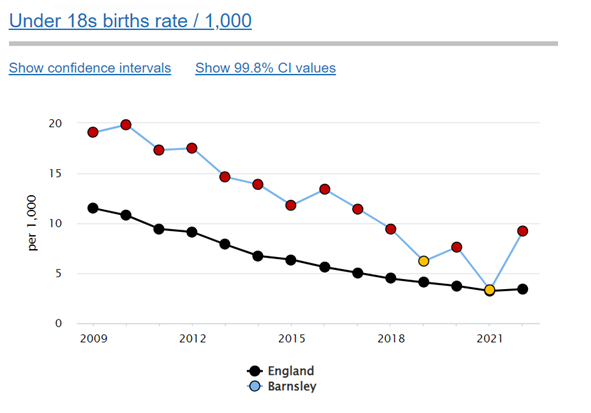 Under 18s births rate / 1,000
Show confidence intervals Show 99.8% CI values
20
15
10
5
0
per 1,000
2009 2012 2015 2018 2021
England
Barnsley